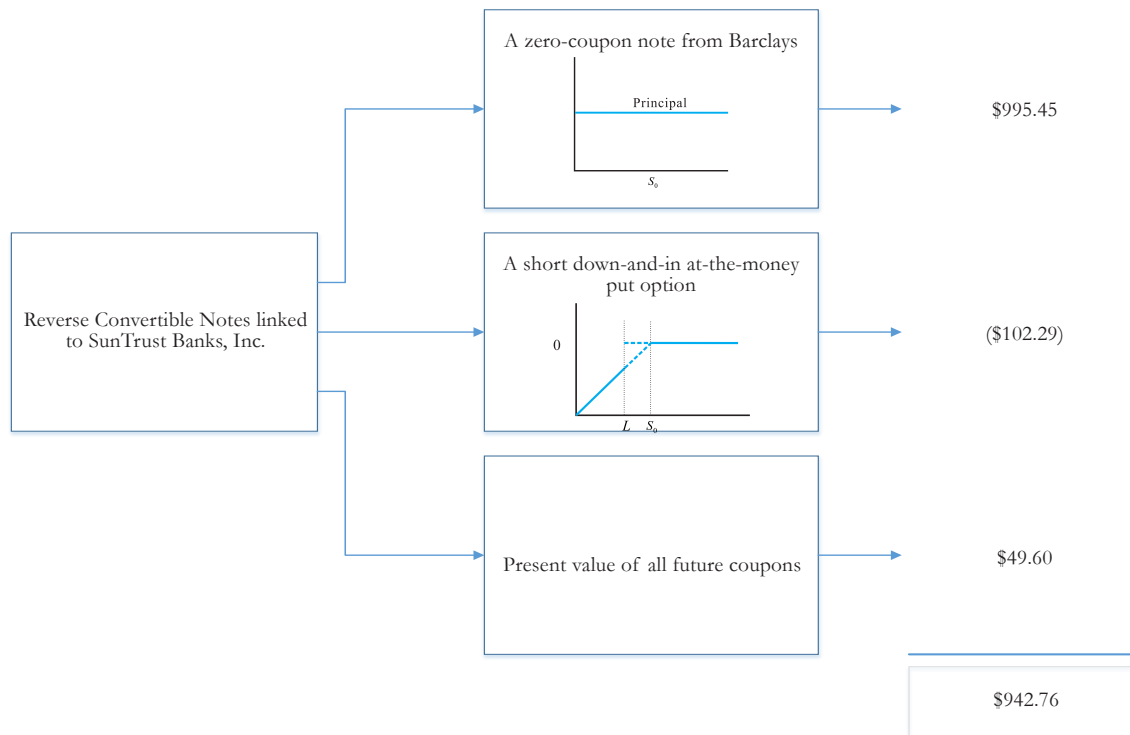 A zero-coupon note from Barclays
Principal
S₀
$995.45
Reverse Convertible Notes linked
to SunTrust Banks, Inc.
A short down-and-in at-the-money
put option
0
L S₀
($102.29)
Present value of all future coupons
$49.60
$942.76